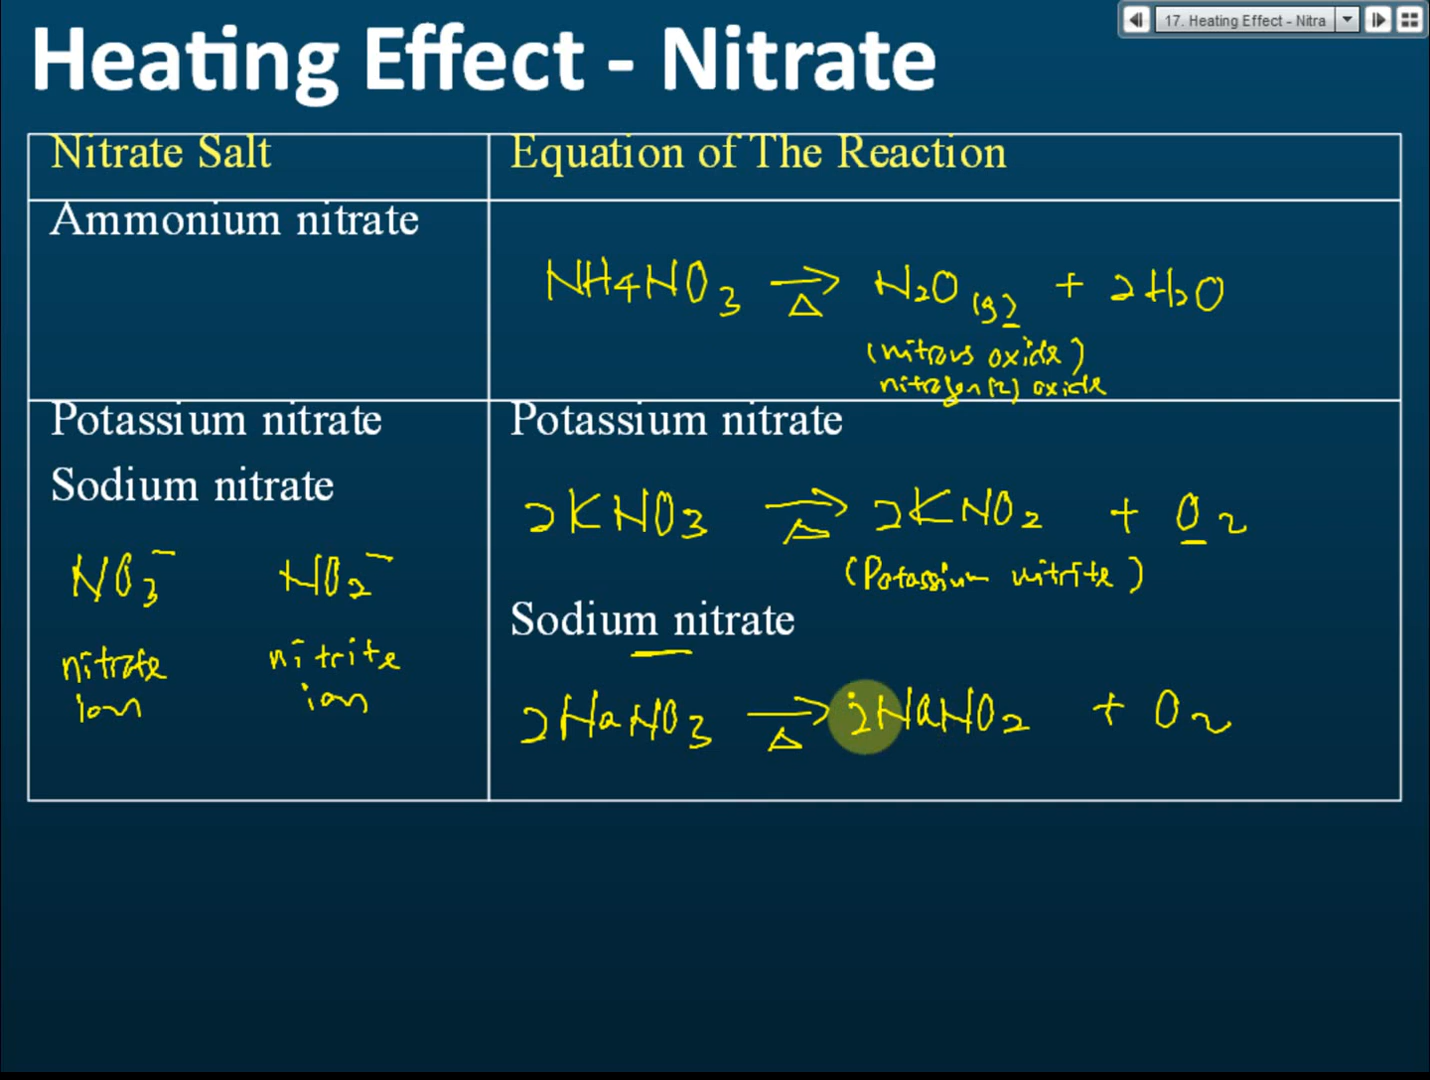 17. Heating Effect - Nitra
Heating Effect - Nitrate
Nitrate Salt
Equation of The Reaction
Ammonium nitrate
NH4NO3 → Δ N2O (g) + 2H2O
(nitrous oxide)
nitrogen(2) oxide
Potassium nitrate
Sodium nitrate
NO3⁻ NO2⁻
nitrate nitrite
ion ion
Potassium nitrate
2KNO3 → Δ 2KNO2 + O2
(Potassium nitrite)
Sodium nitrate
2NaNO3 → Δ 2NaNO2 + O2